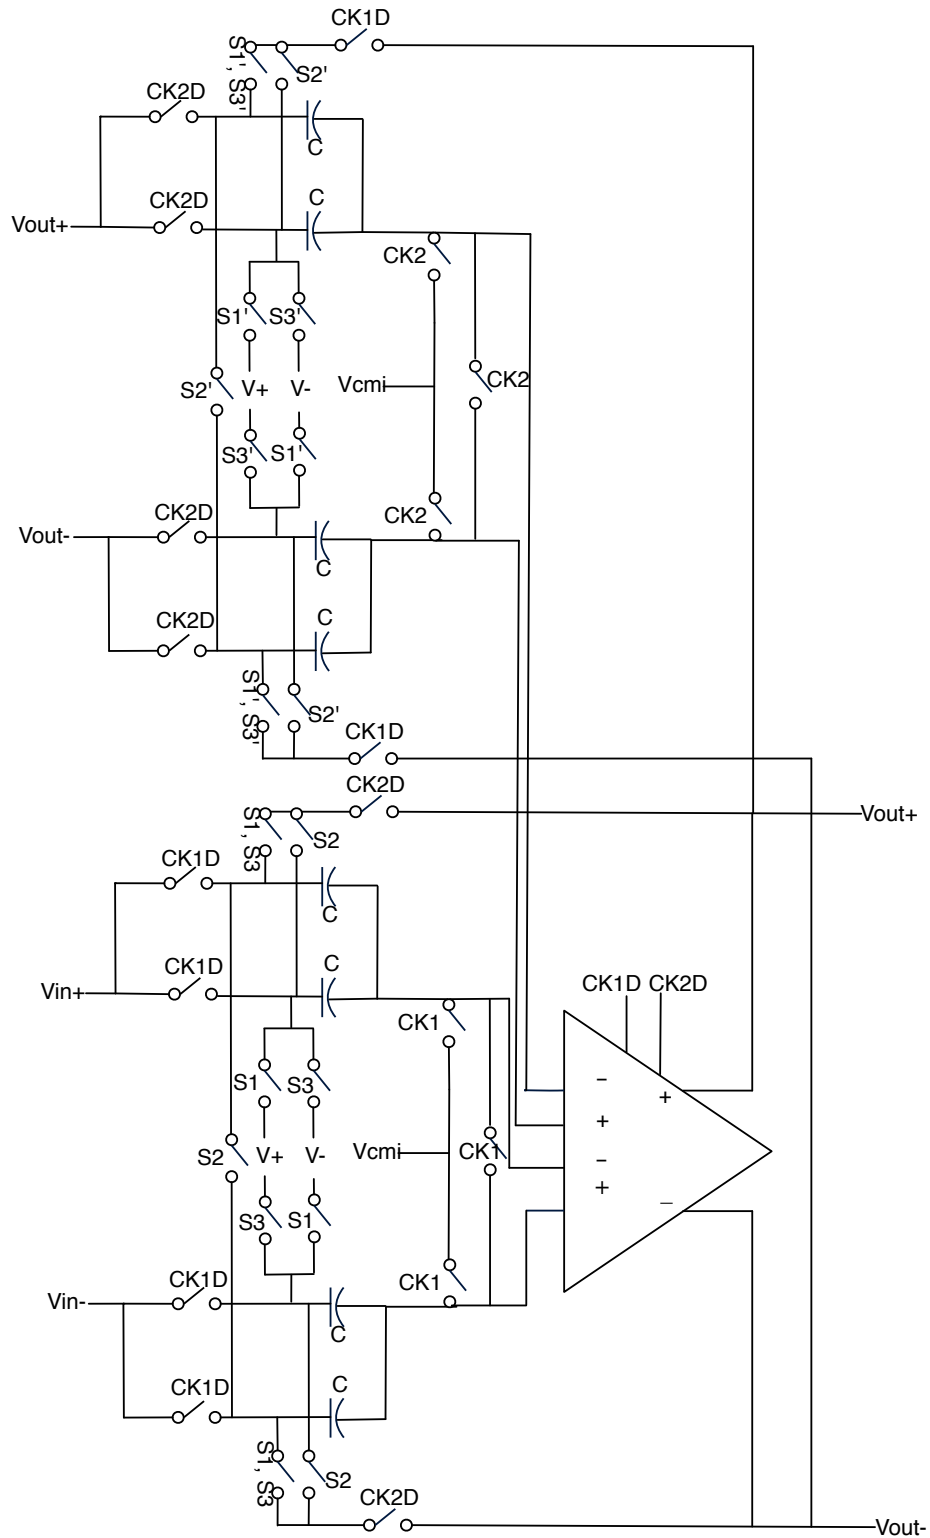 CK1D
S1', S3'
S2'
CK2D
C
CK2D
C
Vout+
CK2
S1'
S3'
S2'
V+
V-
Vcmi
CK2
S3'
S1'
CK2D
CK2
Vout-
C
CK2D
C
S1', S3'
S2'
CK1D
CK2D
S1, S3
S2
Vout+
CK1D
C
CK1D
C
Vin+
CK1D
CK2D
CK1
S1
S3
−
+
+
S2
V+
V-
Vcmi
CK1
−
+
S3
S1
−
CK1D
CK1
Vin-
C
CK1D
C
S1, S3
S2
CK2D
Vout-